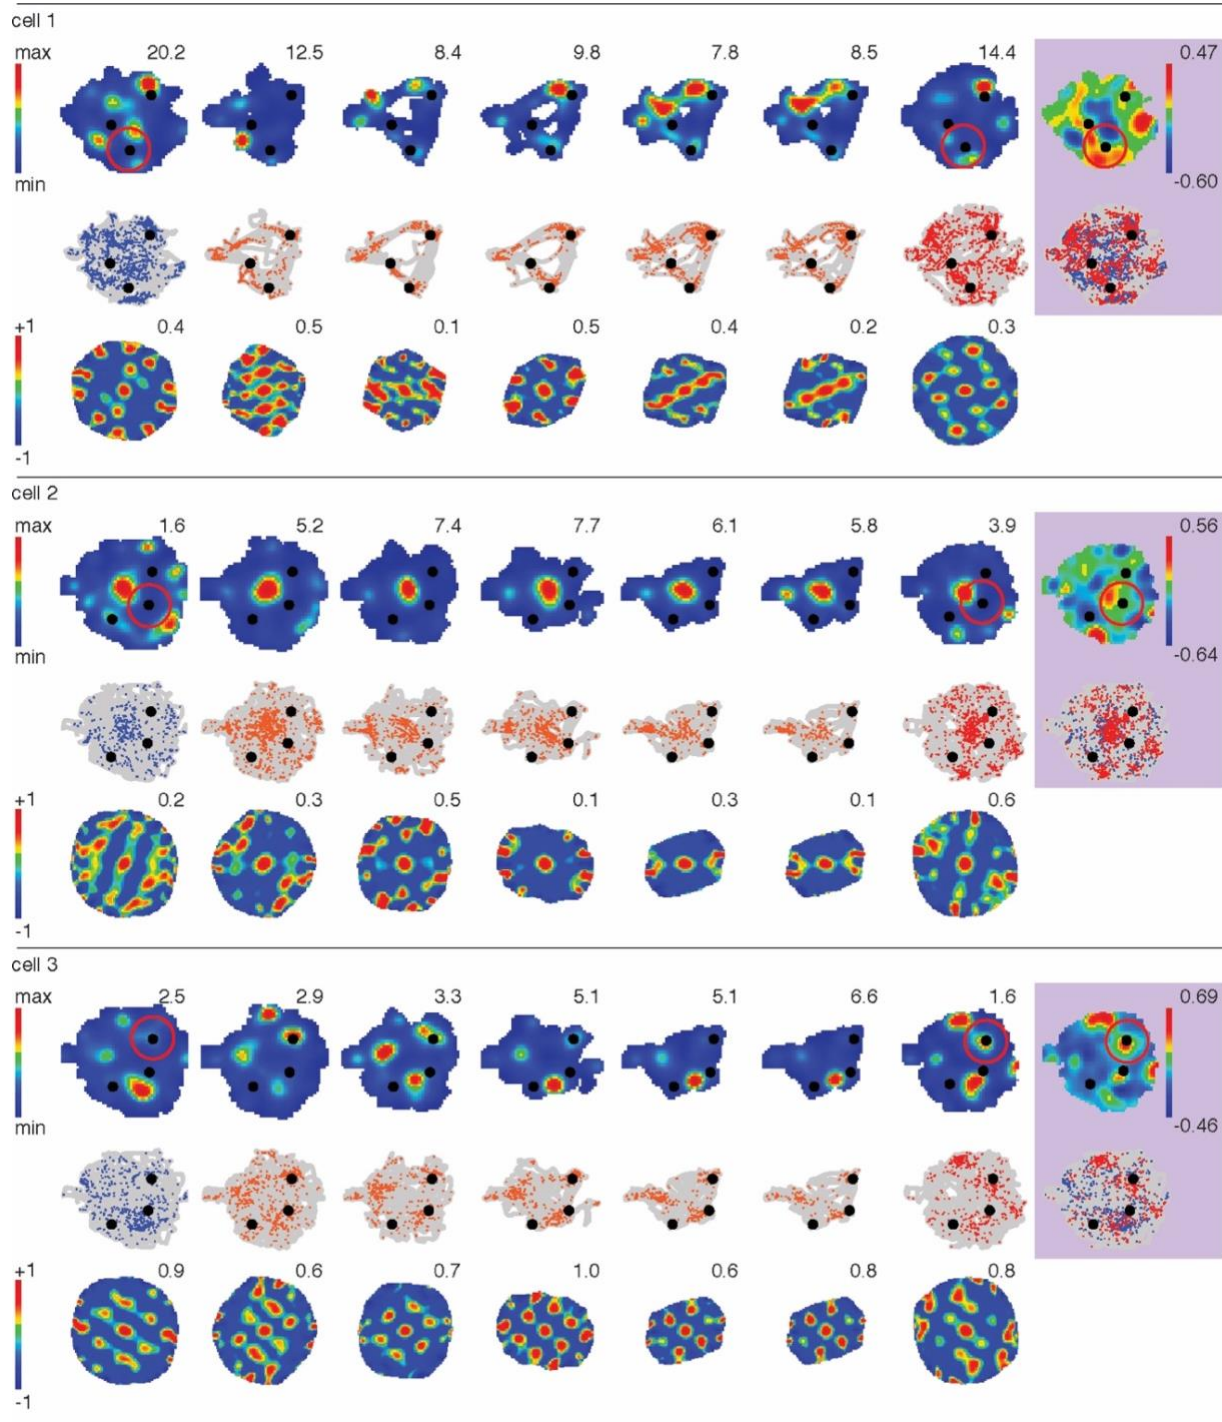 cell 1
max 20.2 12.5 8.4 9.8 7.8 8.5 14.4 0.47
min -0.60
+1 0.4 0.5 0.1 0.5 0.4 0.2 0.3
-1
cell 2
max 1.6 5.2 7.4 7.7 6.1 5.8 3.9 0.56
min -0.64
+1 0.2 0.3 0.5 0.1 0.3 0.1 0.6
-1
cell 3
max 2.5 2.9 3.3 5.1 5.1 6.6 1.6 0.69
min -0.46
+1 0.9 0.6 0.7 1.0 0.6 0.8 0.8
-1